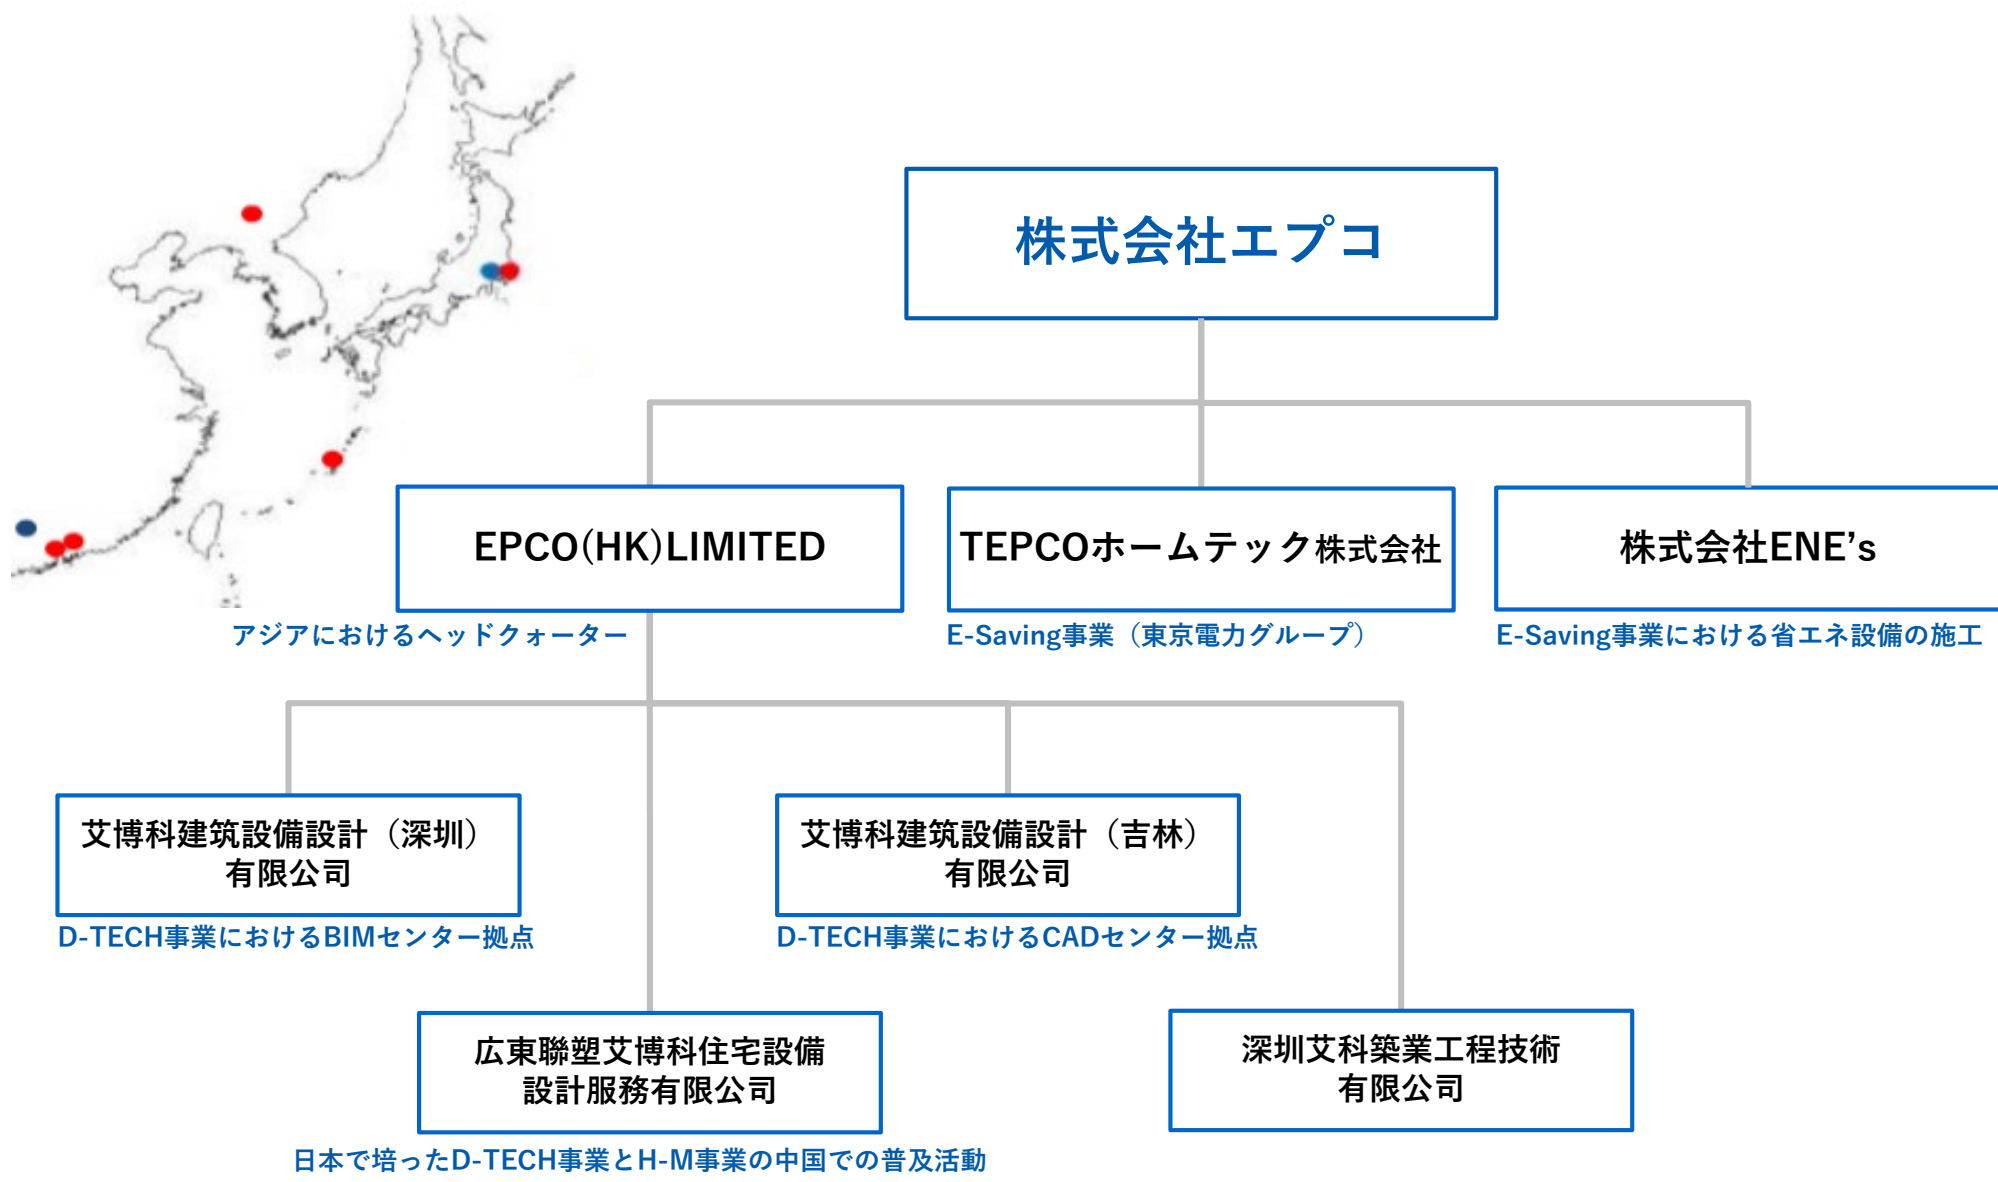 株式会社エプコ
EPCO(HK)LIMITED
TEPCOホームテック株式会社
株式会社ENE’s
アジアにおけるヘッドクォーター
E-Saving事業（東京電力グループ）
E-Saving事業における省エネ設備の施工
艾博科建筑設備設計（深圳）
有限公司
艾博科建筑設備設計（吉林）
有限公司
D-TECH事業におけるBIMセンター拠点
D-TECH事業におけるCADセンター拠点
広東聯塑艾博科住宅設備
設計服務有限公司
深圳艾科築業工程技術
有限公司
日本で培ったD-TECH事業とH-M事業の中国での普及活動